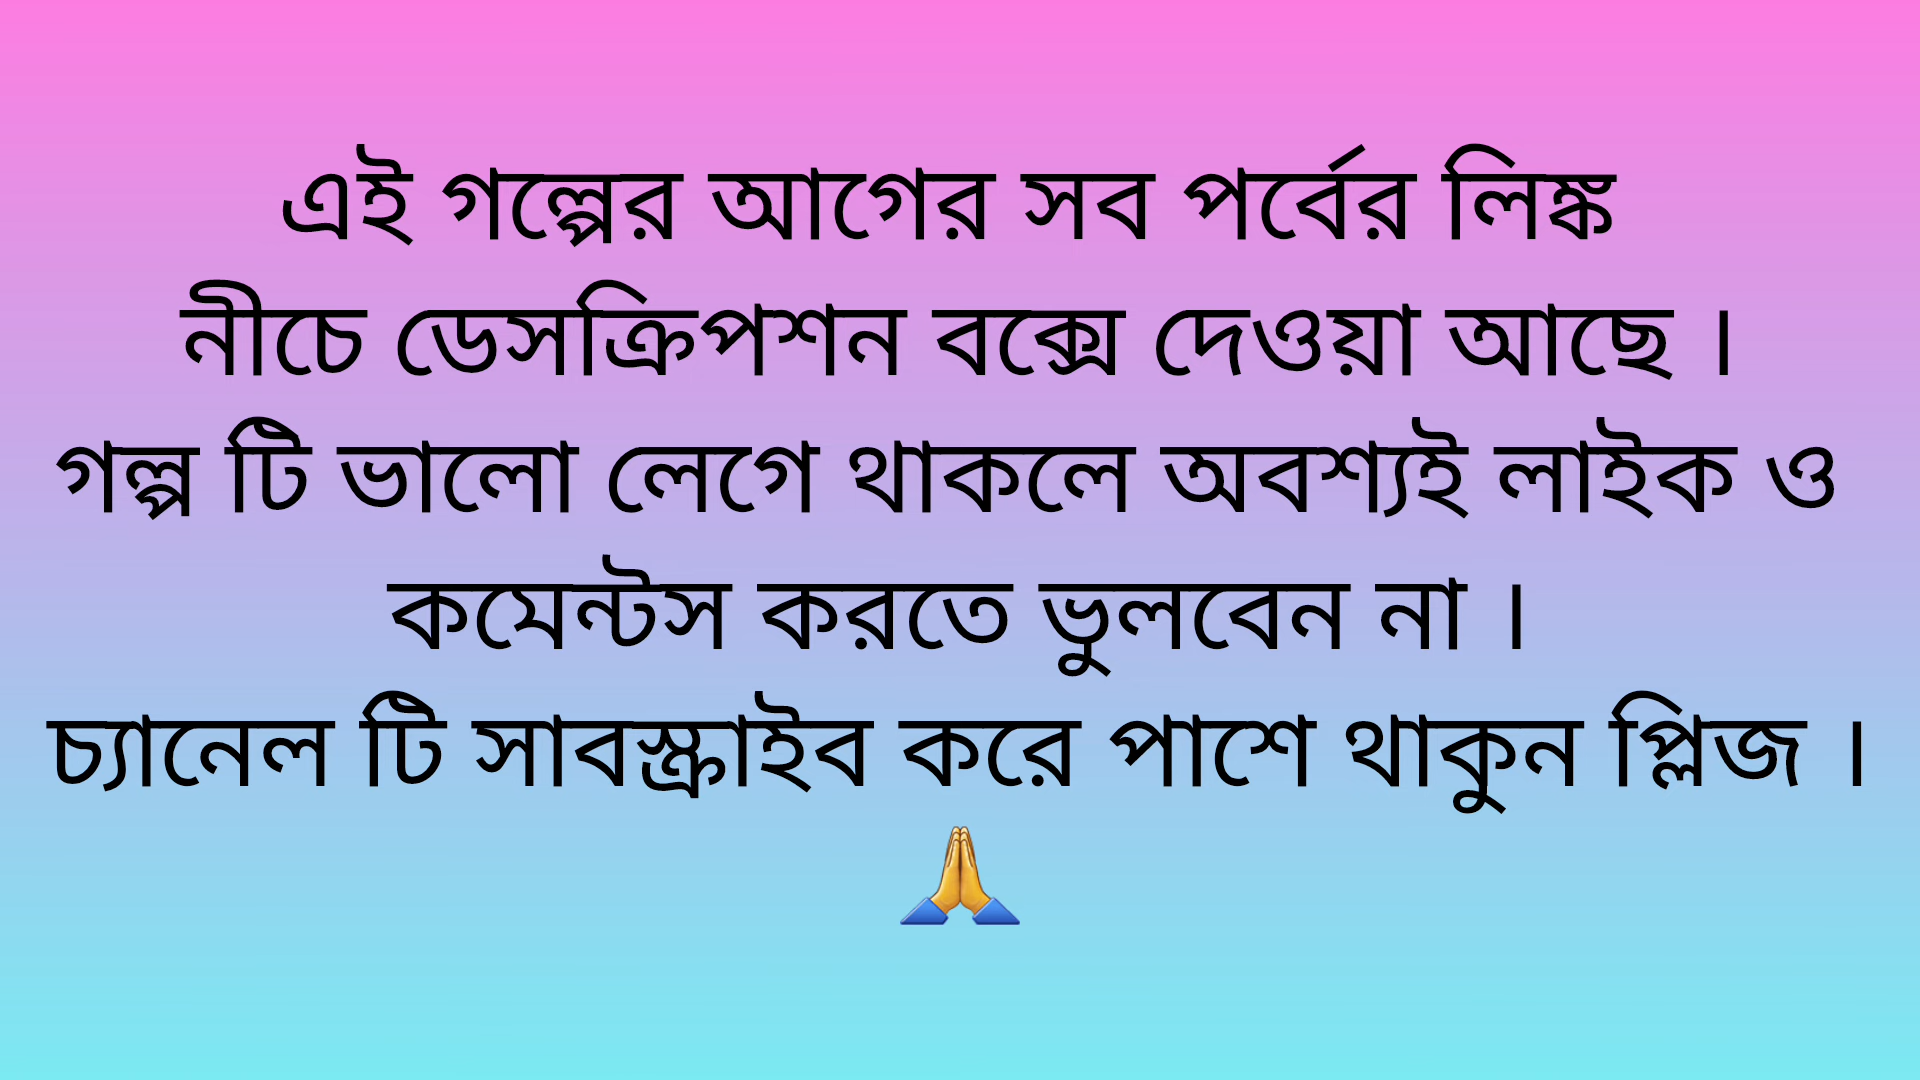 এই গল্পের আগের সব পর্বের লিঙ্ক
নীচে ডেসক্রিপশন বক্সে দেওয়া আছে ।
গল্প টি ভালো লেগে থাকলে অবশ্যই লাইক ও
কমেন্টস করতে ভুলবেন না ।
চ্যানেল টি সাবস্ক্রাইব করে পাশে থাকুন প্লিজ ।
🙏